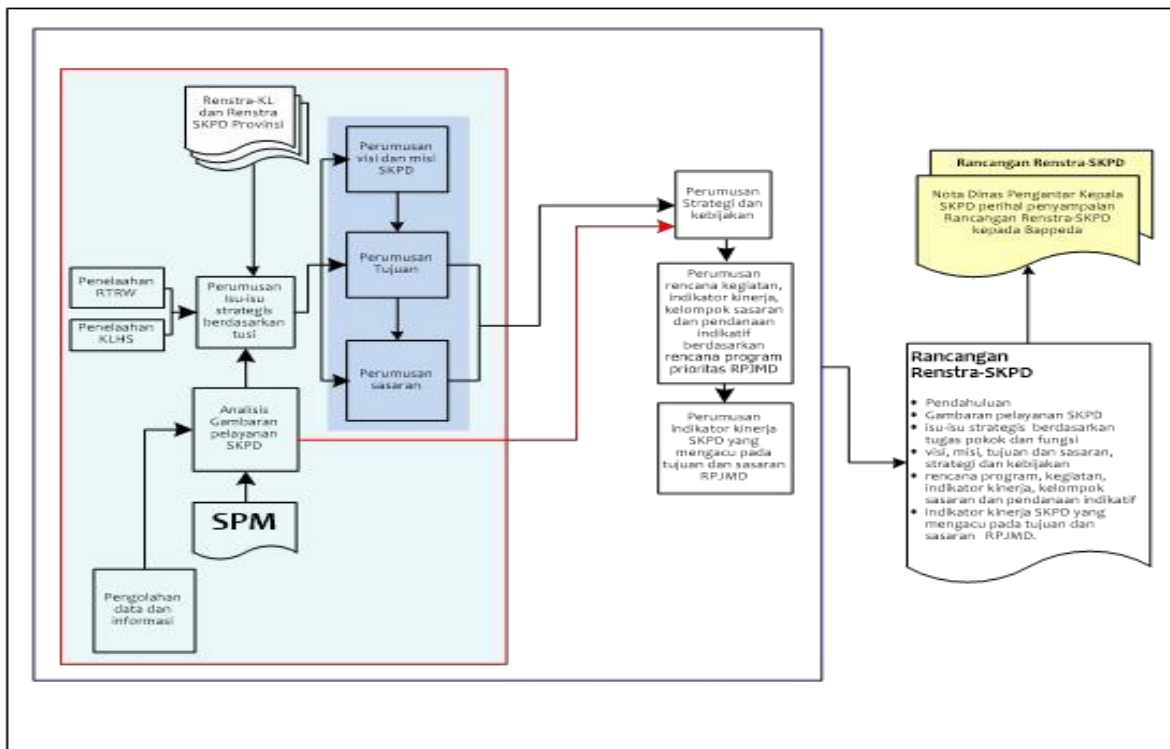 Renstra-KL
dan Renstra
SKPD Provinsi
Perumusan
visi dan misi
SKPD
Perumusan
Tujuan
Perumusan
sasaran
Penelaahan
RTRW
Penelaahan
KLHS
Perumusan
Isu-isu
strategis
berdasarkan
tusi
Analisis
Gambaran
pelayanan
SKPD
SPM
Pengolahan
data dan
informasi
Perumusan
Strategi dan
kebijakan
Perumusan
rencana kegiatan,
indikator kinerja,
kelompok sasaran
dan pendanaan
indikatif
berdasarkan
rencana program
prioritas RPJMD
Perumusan
indikator kinerja
SKPD yang
mengacu pada
tujuan dan sasaran
RPJMD
Rancangan Renstra-SKPD
Nota Dinas Pengantar Kepala
SKPD perihal penyampaian
Rancangan Renstra-SKPD
kepada Bappeda
Rancangan
Renstra-SKPD
• Pendahuluan
• Gambaran pelayanan SKPD
• isu-isu strategis berdasarkan
tugas pokok dan fungsi
• visi, misi, tujuan dan sasaran,
strategi dan kebijakan
• rencana program, kegiatan,
indikator kinerja, kelompok
sasaran dan pendanaan indikatif
• indikator kinerja SKPD yang
mengacu pada tujuan dan
sasaran RPJMD.